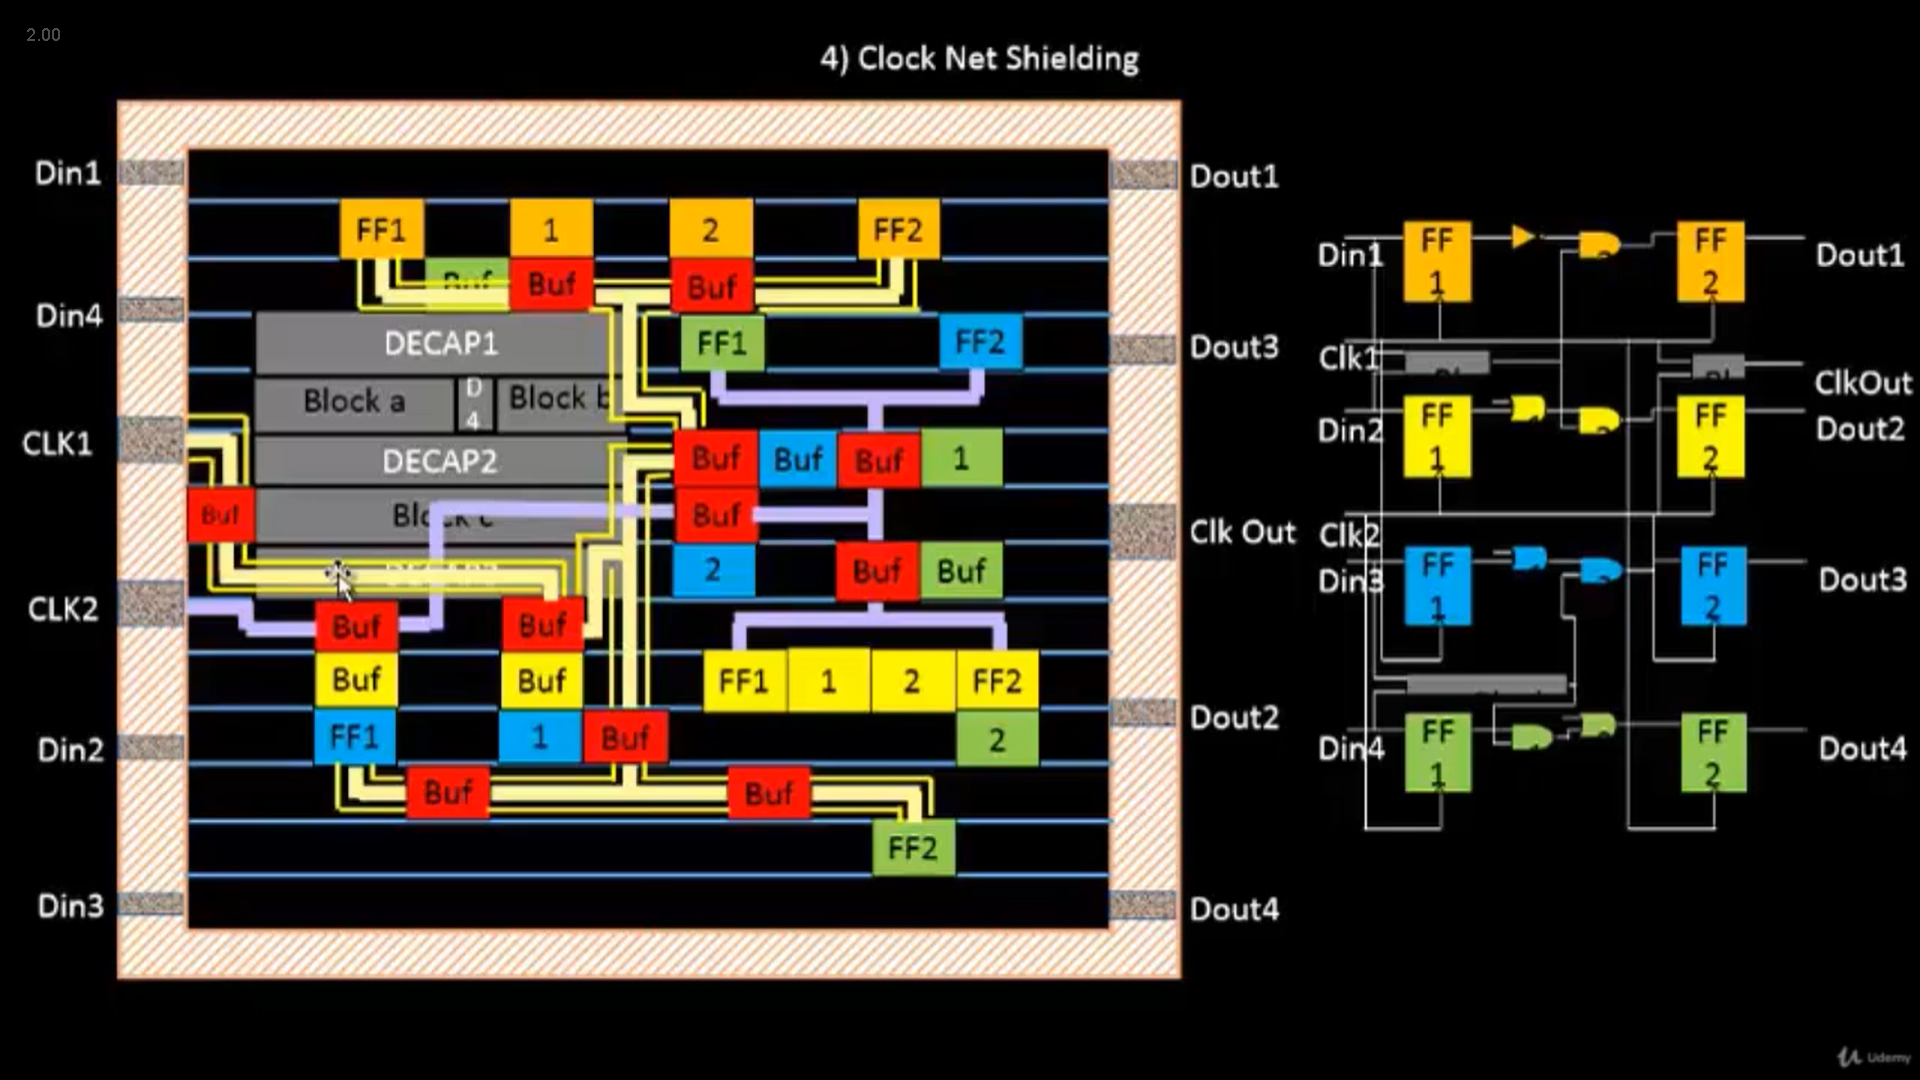 2.00
4) Clock Net Shielding
Din1
Dout1
FF1
1
2
FF2
Buf
Buf
Buf
Din4
DECAP1
FF1
FF2
Dout3
Block a
D
4
Block b
CLK1
DECAP2
Buf
Buf
Buf
1
Buf
Block c
Buf
Clk Out
2
Buf
Buf
CLK2
Buf
Buf
Buf
Buf
FF1
1
2
FF2
Dout2
Din2
FF1
1
Buf
2
Buf
Buf
FF2
Din3
Dout4
Din1
FF
1
FF
2
Dout1
Clk1
ClkOut
Din2
FF
1
FF
2
Dout2
Clk2
Din3
FF
1
FF
2
Dout3
Din4
FF
1
FF
2
Dout4
Udemy